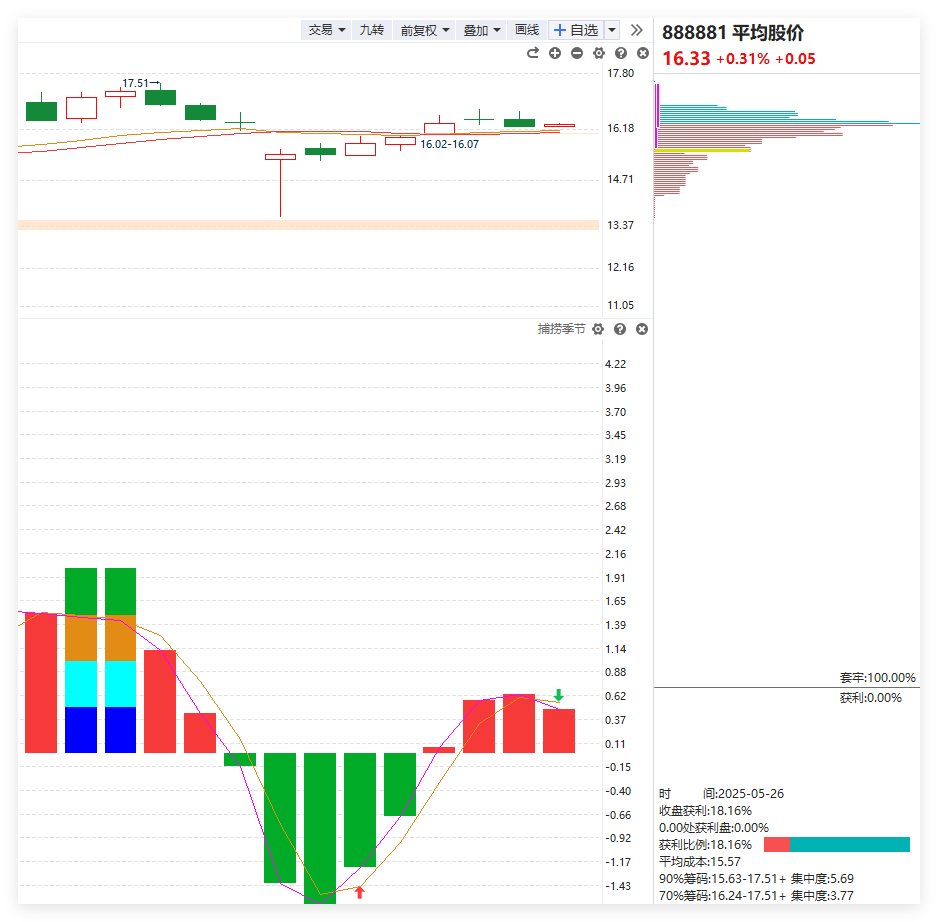 交易 九转 前复权 叠加 画线 自选
888881 平均股价
16.33 +0.31% +0.05
17.51
16.02-16.07
17.80
16.18
14.71
13.37
12.16
11.05
捕捞季节
4.22
3.96
3.70
3.45
3.19
2.93
2.68
2.42
2.16
1.91
1.65
1.39
1.14
0.88
0.62
0.37
0.11
-0.15
-0.40
-0.66
-0.92
-1.17
-1.43
套牢:100.00%
获利:0.00%
时 间:2025-05-26
收盘获利:18.16%
0.00处获利盘:0.00%
获利比例:18.16%
平均成本:15.57
90%筹码:15.63-17.51+ 集中度:5.69
70%筹码:16.24-17.51+ 集中度:3.77